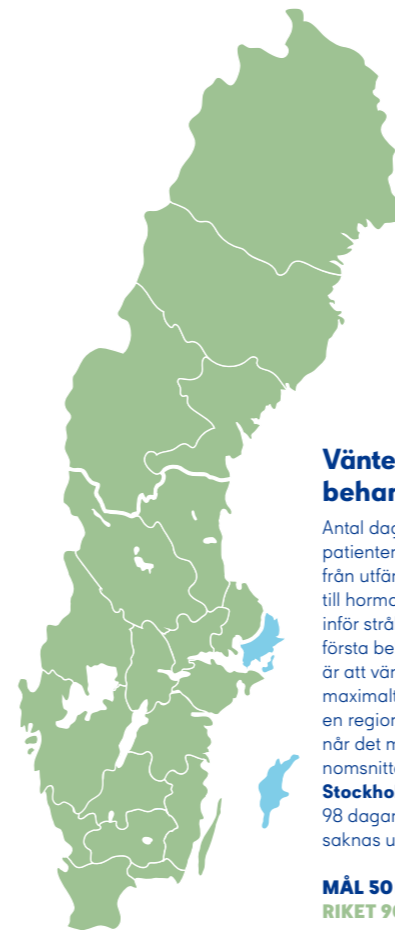 Vänte
behan
Antal dag
patienter
från utfär
till hormo
inför strå
första be
är att vän
maximalt
en region
når det m
nomsnitte
Stockhol
98 dagar
saknas u
MÅL 50
RIKET 90